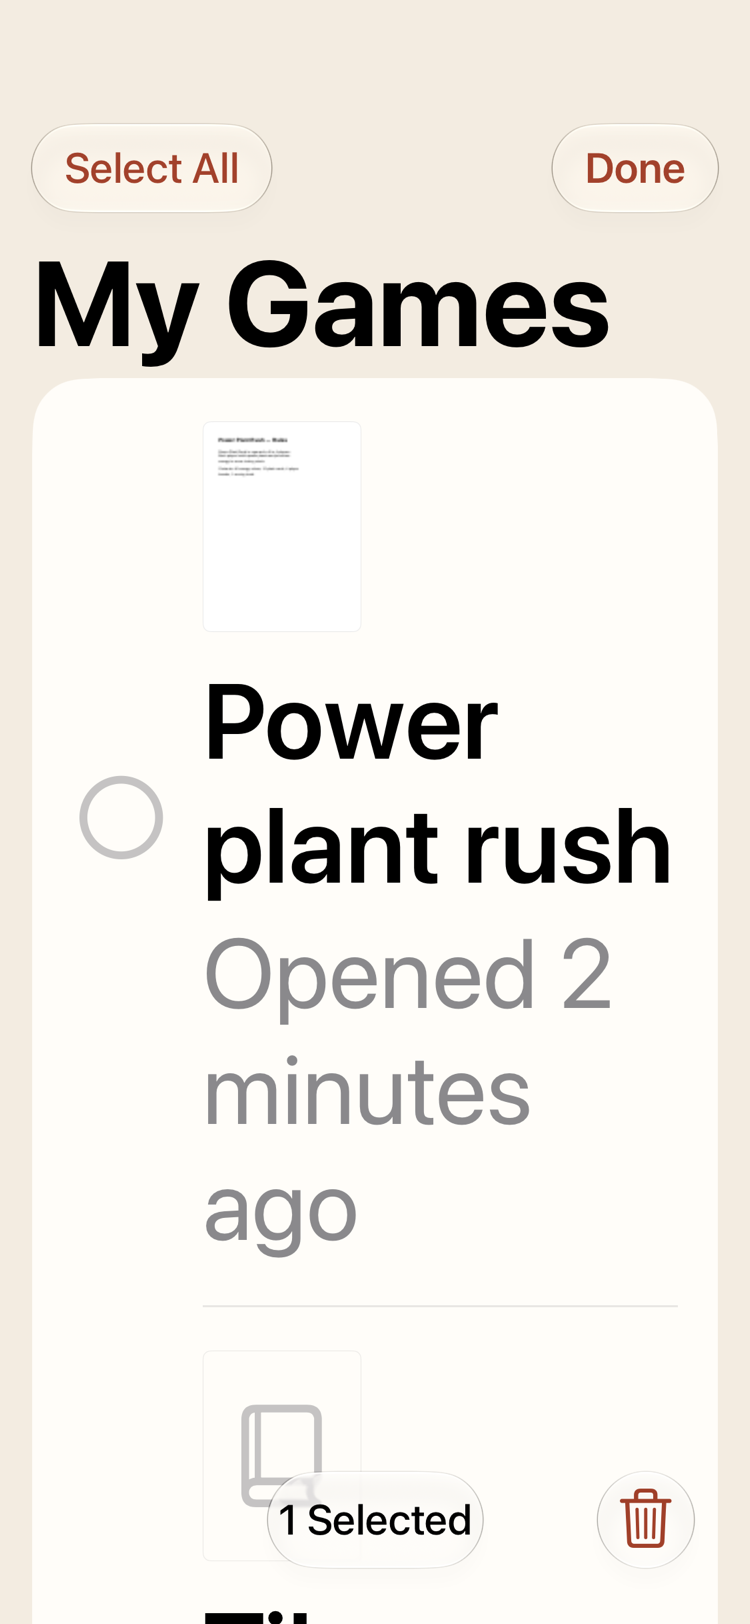 Select All
Done
My Games
Power
plant rush
Opened 2
minutes
ago
1 Selected